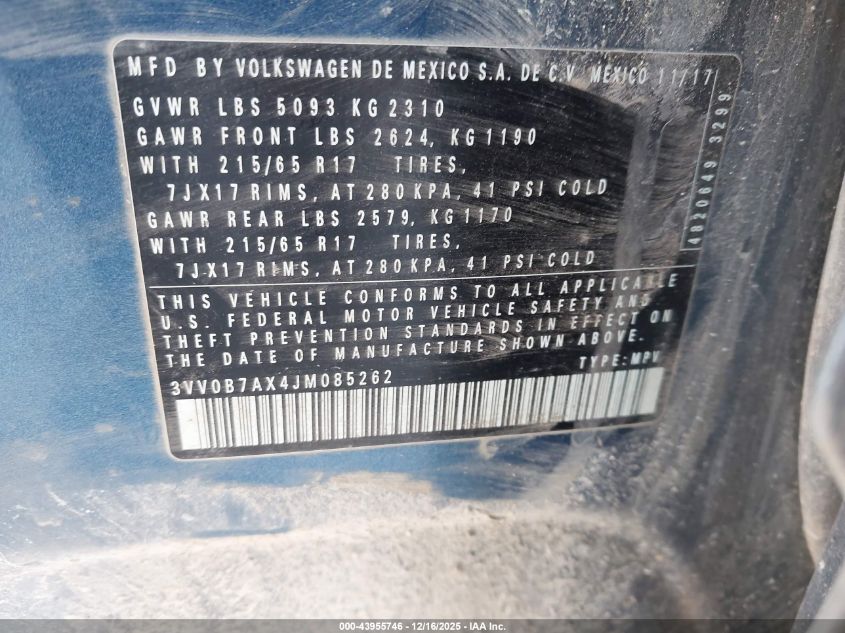 MFD BY VOLKSWAGEN DE MEXICO S.A. DE C.V. MEXICO 11/17
GVWR LBS 5093 KG 2310
GAWR FRONT LBS 2624, KG 1190
WITH 215/65 R17 TIRES,
7JX17 RIMS, AT 280 KPA, 41 PSI COLD
GAWR REAR LBS 2579, KG 1170
WITH 215/65 R17 TIRES,
7JX17 RIMS, AT 280 KPA, 41 PSI COLD
4820649 3299
THIS VEHICLE CONFORMS TO ALL APPLICABLE
U.S. FEDERAL MOTOR VEHICLE SAFETY AND
THEFT PREVENTION STANDARDS IN EFFECT ON
THE DATE OF MANUFACTURE SHOWN ABOVE.
3VV0B7AX4JM085262 TYPE: MPV
000-43955746 - 12/16/2025 - IAA Inc.